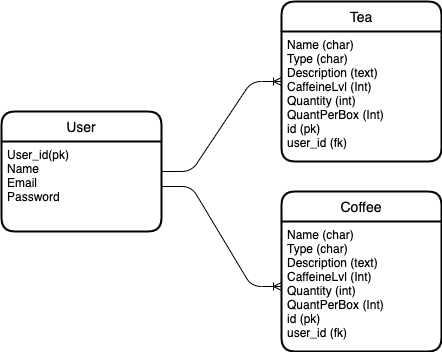 User
User_id(pk)
Name
Email
Password
Tea
Name (char)
Type (char)
Description (text)
CaffeineLvl (Int)
Quantity (int)
QuantPerBox (Int)
id (pk)
user_id (fk)
Coffee
Name (char)
Type (char)
Description (text)
CaffeineLvl (Int)
Quantity (int)
QuantPerBox (Int)
id (pk)
user_id (fk)